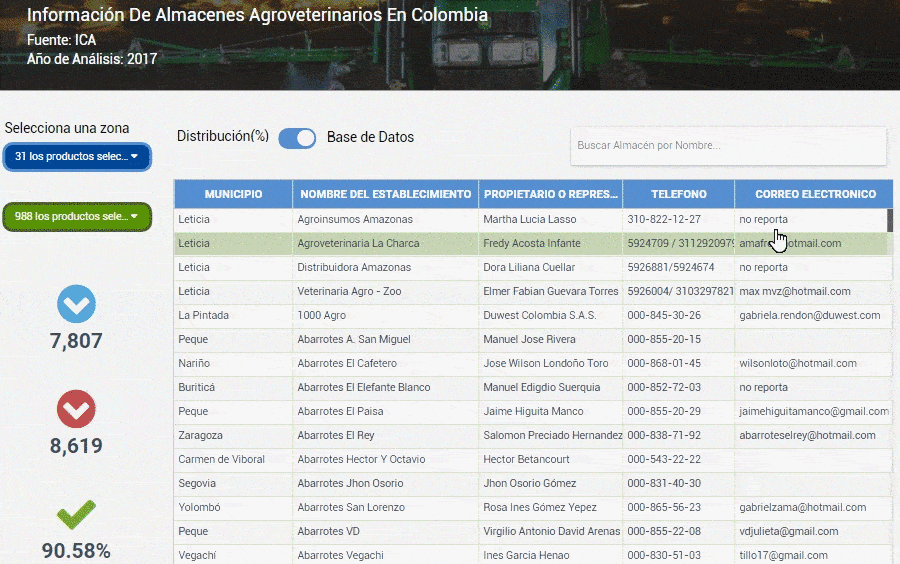 Información De Almacenes Agroveterinarios En Colombia
Fuente: ICA
Año de Análisis: 2017
Selecciona una zona
31 los productos selec...
988 los productos sele...
7,807
8,619
90.58%
Distribución(%) Base de Datos
Buscar Almacén por Nombre...
MUNICIPIO NOMBRE DEL ESTABLECIMIENTO PROPIETARIO O REPRES... TELEFONO CORREO ELECTRONICO
Leticia Agroinsumos Amazonas Martha Lucia Lasso 310-822-12-27 no reporta
Leticia Agroveterinaria La Charca Fredy Acosta Infante 5924709 / 3112920979
Leticia Distribuidora Amazonas Dora Liliana Cuellar 5926881/5924674 no reporta
Leticia Veterinaria Agro - Zoo Elmer Fabian Guevara Torres 5926004/ 3103297821 max mvz@hotmail.com
La Pintada 1000 Agro Duwest Colombia S.A.S. 000-845-30-26 gabriela.rendon@duwest.com
Peque Abarrotes A. San Miguel Manuel Jose Rivera 000-855-20-15
Nariño Abarrotes El Cafetero Jose Wilson Londoño Toro 000-868-01-45 wilsonloto@hotmail.com
Buriticá Abarrotes El Elefante Blanco Manuel Edigdio Suerquia 000-852-72-03 no reporta
Peque Abarrotes El Paisa Jaime Higuita Manco 000-855-20-29 jaimehiguitamanco@gmail.com
Zaragoza Abarrotes El Rey Salomon Preciado Hernandez 000-838-71-92 abarroteselrey@hotmail.com
Carmen de Viboral Abarrotes Hector Y Octavio Hector Betancourt 000-543-22-22
Segovia Abarrotes Jhon Osorio Jhon Osorio Gómez 000-831-40-30
Yolombó Abarrotes San Lorenzo Rosa Ines Gómez Yepez 000-865-56-23 gabrielzama@hotmail.com
Peque Abarrotes VD Virgilio Antonio David Arenas 000-855-22-08 vdjulieta@gmail.com
Vegachí Abarrotes Vegachi Ines Garcia Henao 000-830-51-03 tillo17@gmail.com